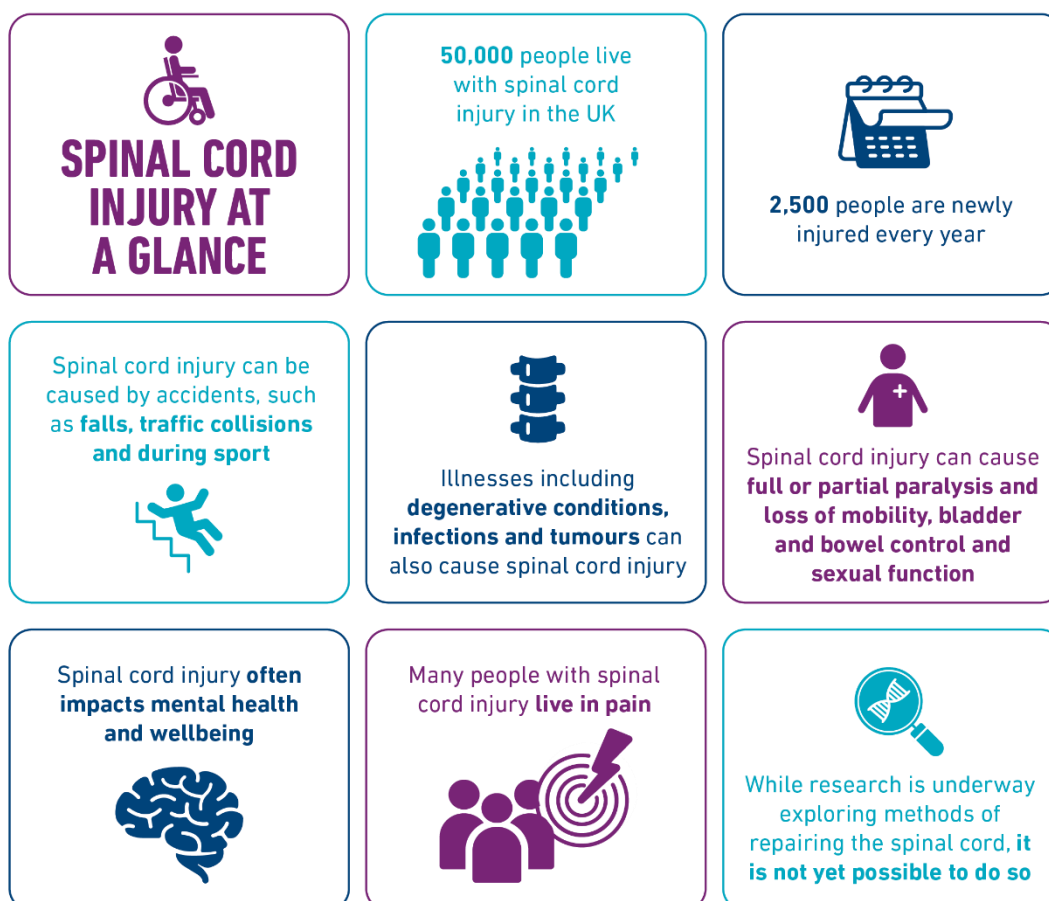 SPINAL CORD
INJURY AT
A GLANCE
50,000 people live
with spinal cord
injury in the UK
2,500 people are newly
injured every year
Spinal cord injury can be
caused by accidents, such
as falls, traffic collisions
and during sport
Illnesses including
degenerative conditions,
infections and tumours can
also cause spinal cord injury
Spinal cord injury can cause
full or partial paralysis and
loss of mobility, bladder
and bowel control and
sexual function
Spinal cord injury often
impacts mental health
and wellbeing
Many people with spinal
cord injury live in pain
While research is underway
exploring methods of
repairing the spinal cord, it
is not yet possible to do so